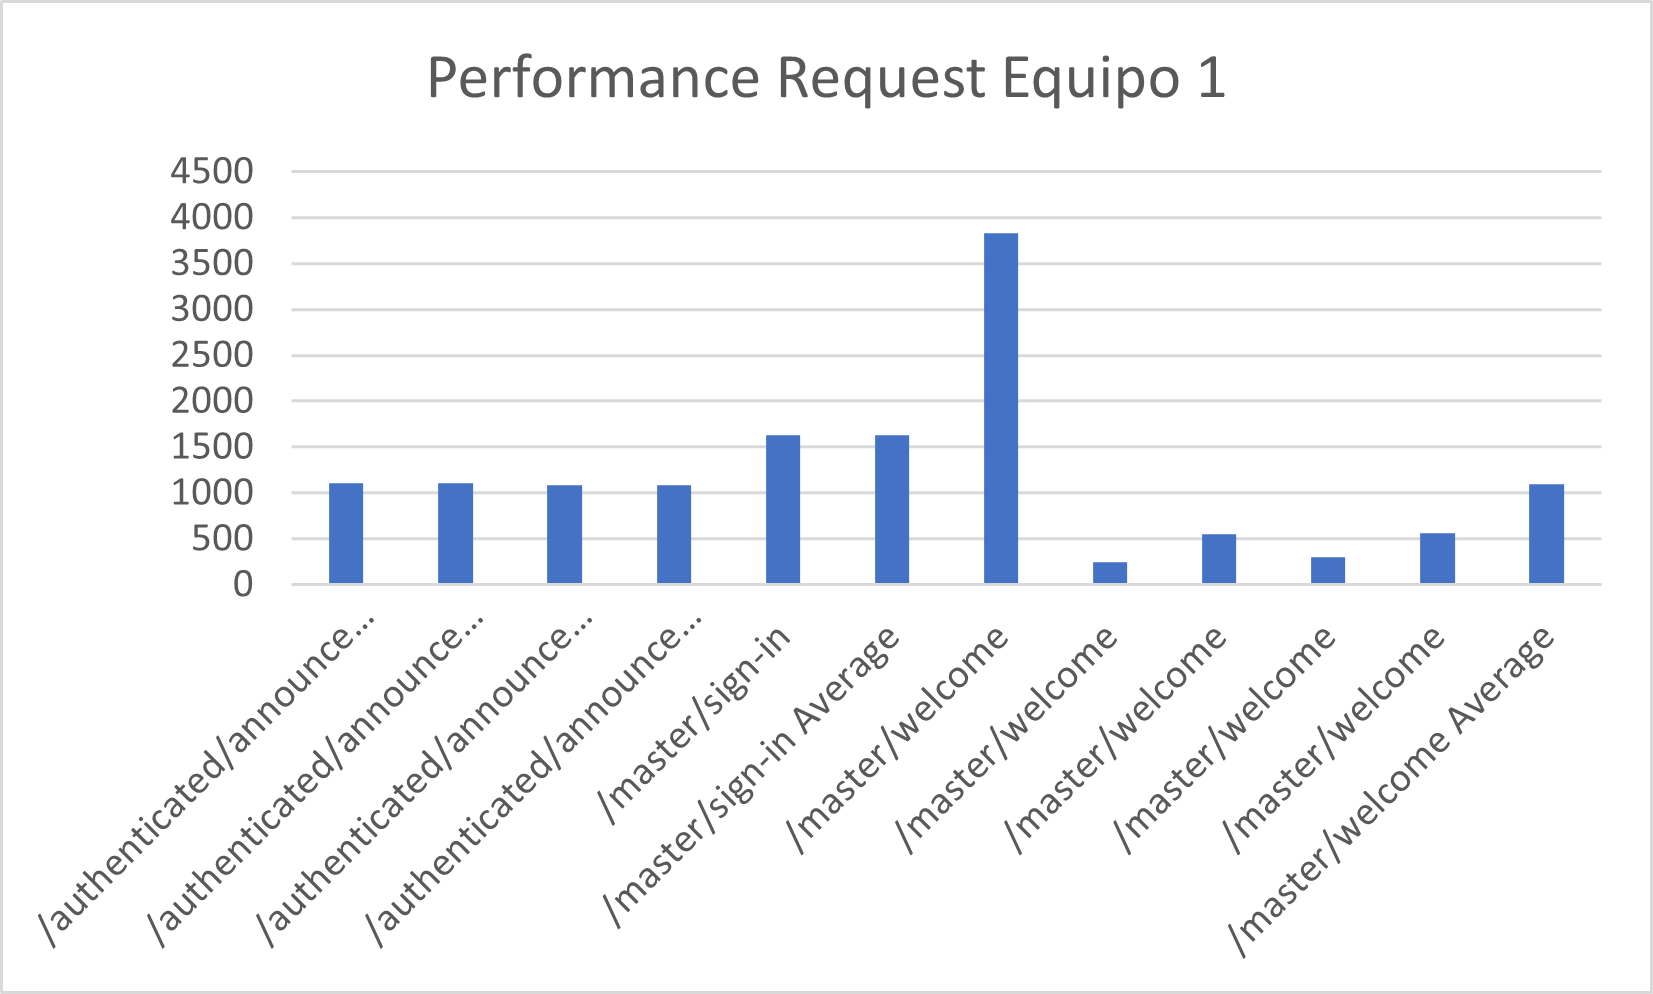 Performance Request Equipo 1
4500
4000
3500
3000
2500
2000
1500
1000
500
0
/authenticated/announce...
/authenticated/announce...
/authenticated/announce...
/authenticated/announce...
/master/sign-in
/master/sign-in Average
/master/welcome
/master/welcome
/master/welcome
/master/welcome
/master/welcome
/master/welcome Average